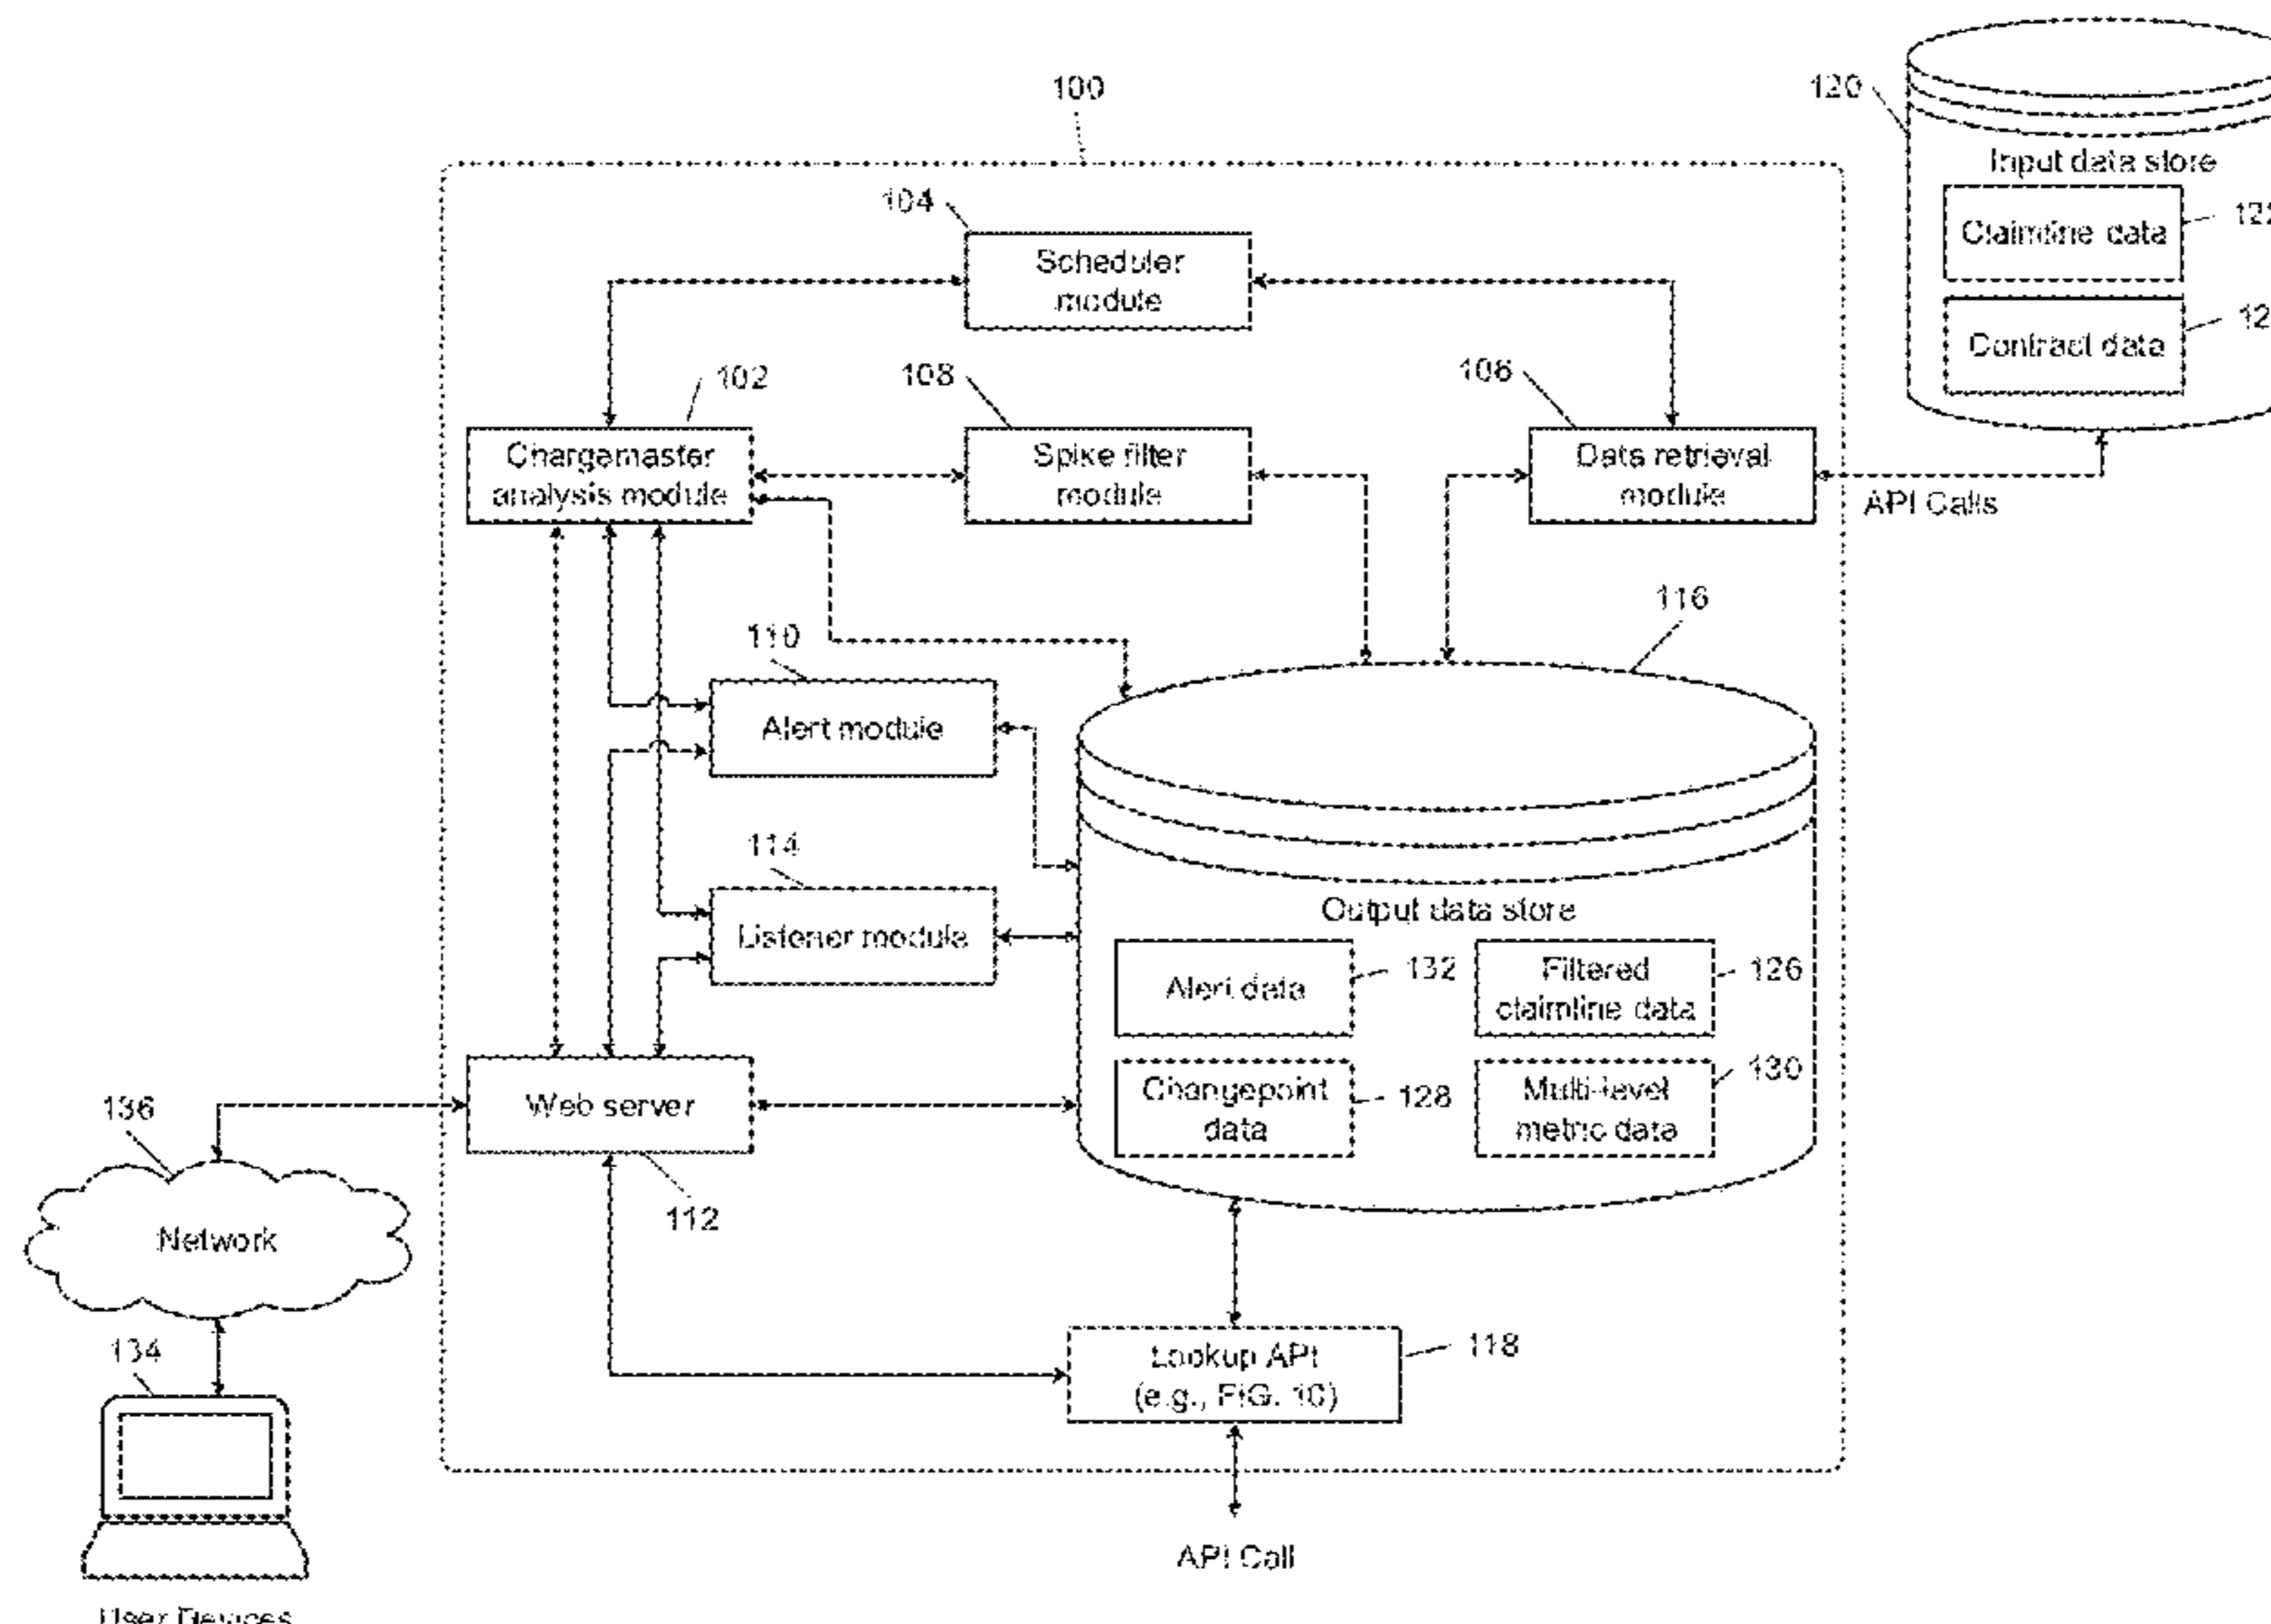 100
120
Input data store
104
Claimline data
Scheduler
module
Contract data
102
108
106
Chargemaster
analysis module
Spike filter
module
Data retrieval
module
API Calls
116
110
Alert module
114
Output data store
Listener module
Alert data
132
Filtered
claimline data
126
Changepoint
data
128
Multi-level
metric data
130
136
Web server
112
Network
134
Lookup API
(e.g., FIG. 10)
118
API Call
User Devices